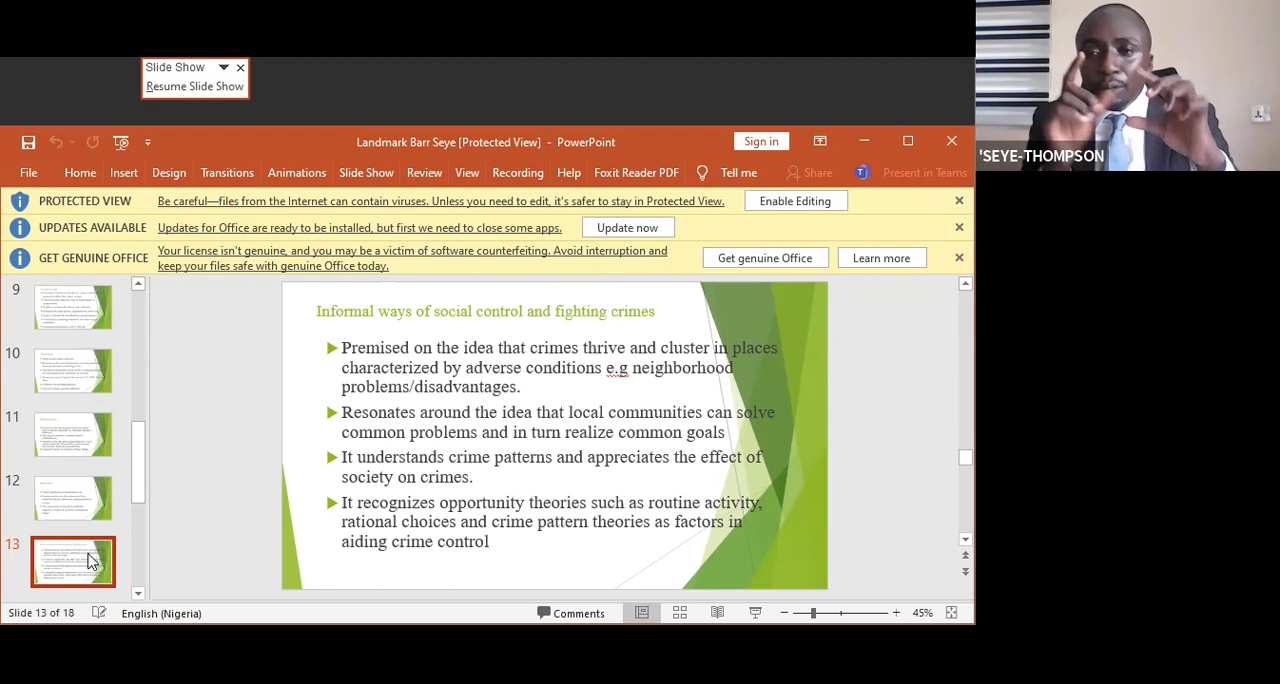 Slide Show
Resume Slide Show
'SEYE-THOMPSON
Landmark Barr Seye [Protected View] - PowerPoint
Sign in
File Home Insert Design Transitions Animations Slide Show Review View Recording Help Foxit Reader PDF Tell me Share Present in Teams
PROTECTED VIEW Be careful—files from the Internet can contain viruses. Unless you need to edit, it's safer to stay in Protected View. Enable Editing
UPDATES AVAILABLE Updates for Office are ready to be installed, but first we need to close some apps. Update now
GET GENUINE OFFICE Your license isn't genuine, and you may be a victim of software counterfeiting. Avoid interruption and
keep your files safe with genuine Office today. Get genuine Office Learn more
9
10
11
12
13
Informal ways of social control and fighting crimes
Premised on the idea that crimes thrive and cluster in places
characterized by adverse conditions e.g neighborhood
problems/disadvantages.
Resonates around the idea that local communities can solve
common problems and in turn realize common goals
It understands crime patterns and appreciates the effect of
society on crimes.
It recognizes opportunity theories such as routine activity,
rational choices and crime pattern theories as factors in
aiding crime control
Slide 13 of 18 English (Nigeria) Comments 45%